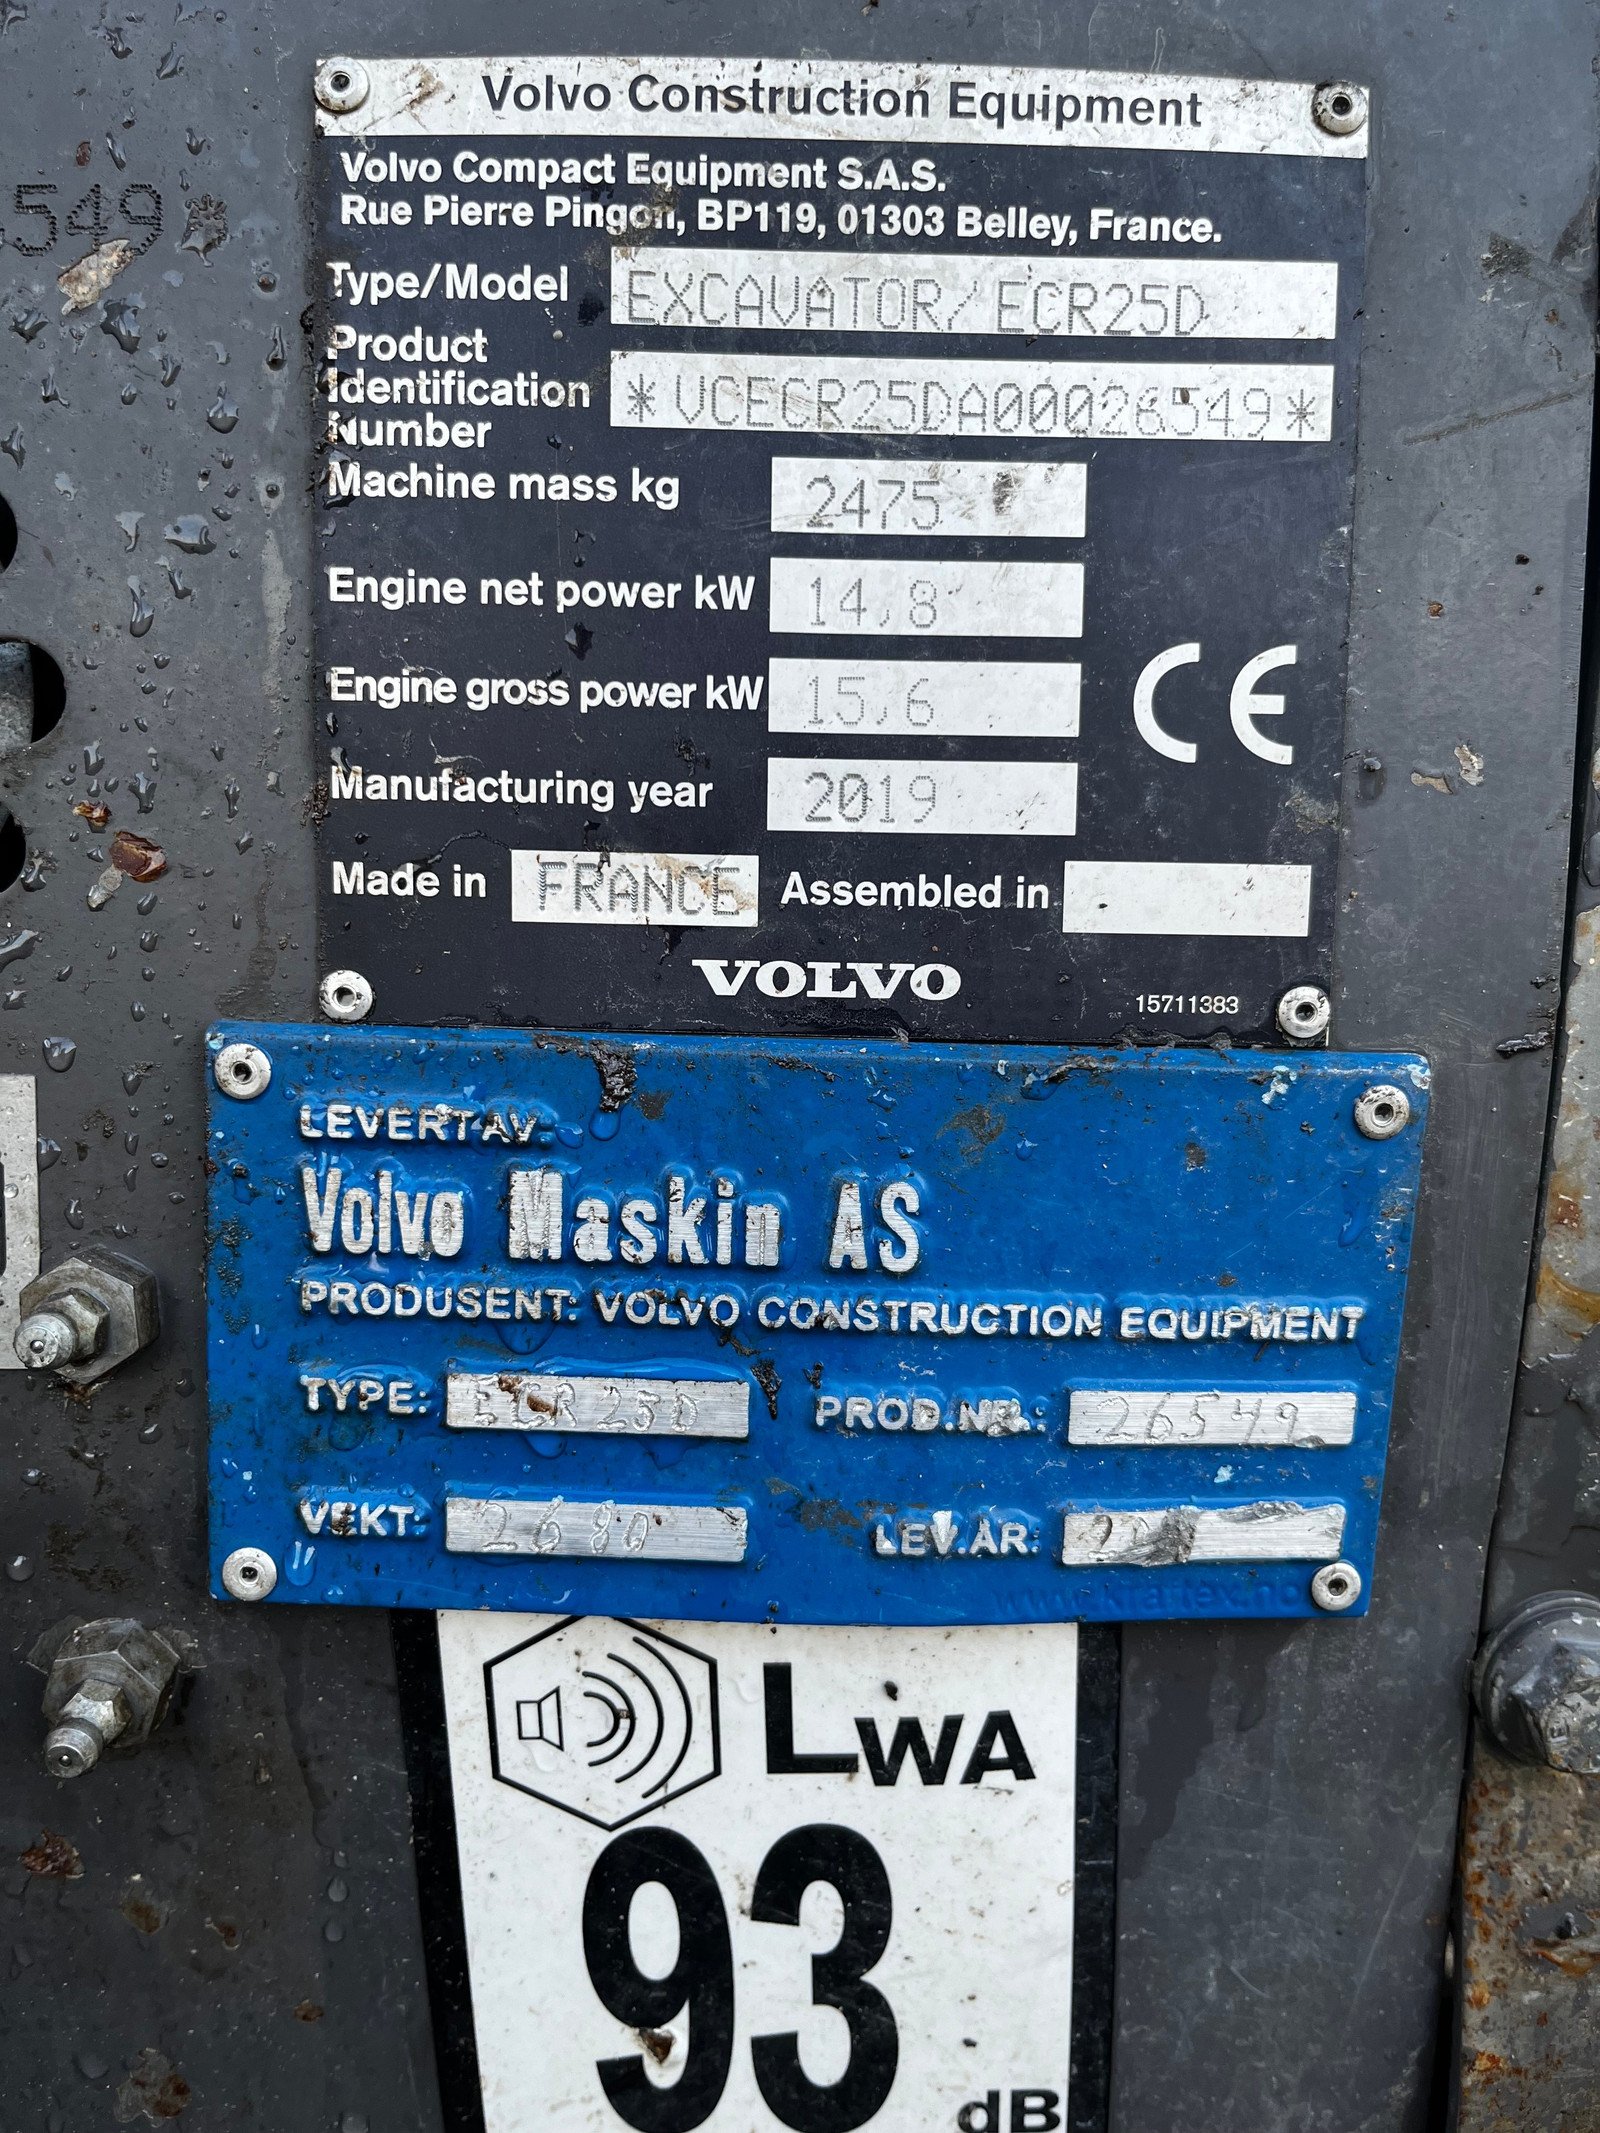 Volvo Construction Equipment
Volvo Compact Equipment S.A.S.
Rue Pierre Pingon, BP119, 01303 Belley, France.
549
Type/Model EXCAVATOR/ECR25D
Product
Identification
Number *VCECR25DA00026549*
Machine mass kg 2475
Engine net power kW 14,8
Engine gross power kW 15,6
CE
Manufacturing year 2019
Made in FRANCE Assembled in
VOLVO 15711383
LEVERT AV:
Volvo Maskin AS
PRODUSENT: VOLVO CONSTRUCTION EQUIPMENT
TYPE: ECR25D PROD.NR.: 26549
VEKT: 2680 LEV.ÅR:
LWA
93
dB